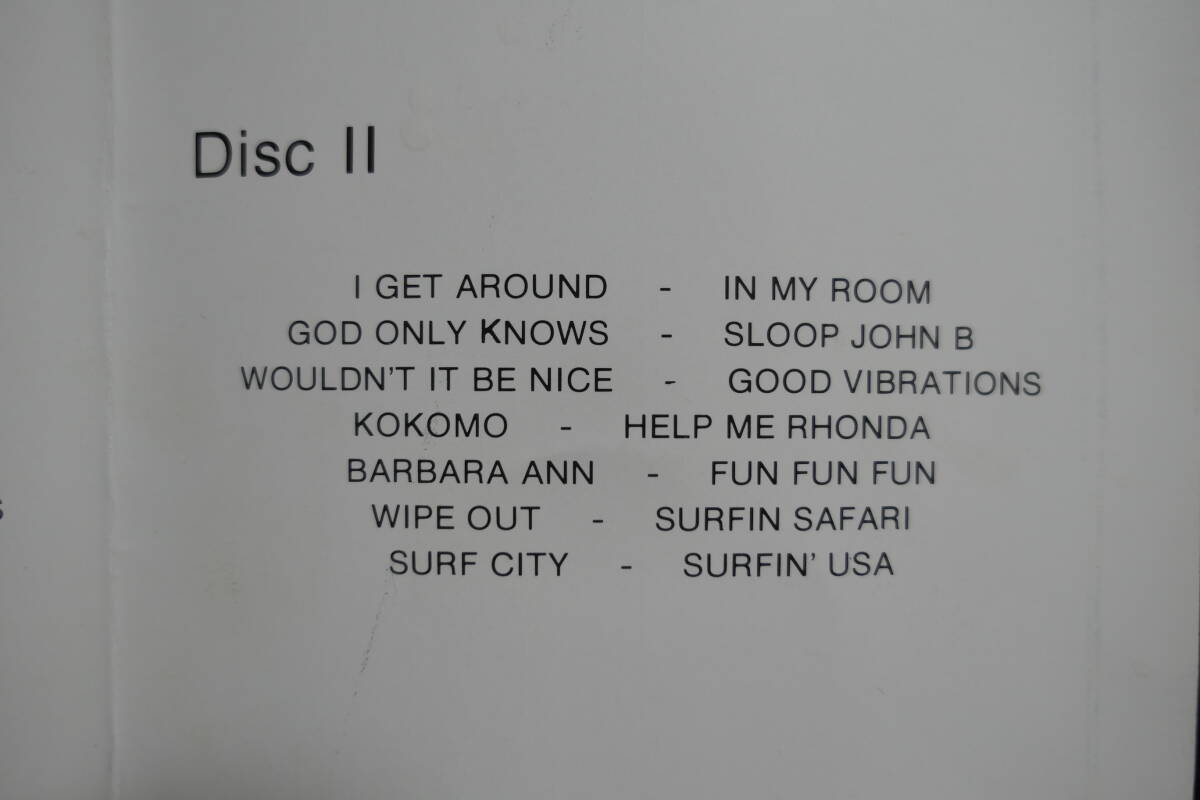 Disc II
I GET AROUND - IN MY ROOM
GOD ONLY KNOWS - SLOOP JOHN B
WOULDN'T IT BE NICE - GOOD VIBRATIONS
KOKOMO - HELP ME RHONDA
BARBARA ANN - FUN FUN FUN
WIPE OUT - SURFIN SAFARI
SURF CITY - SURFIN' USA